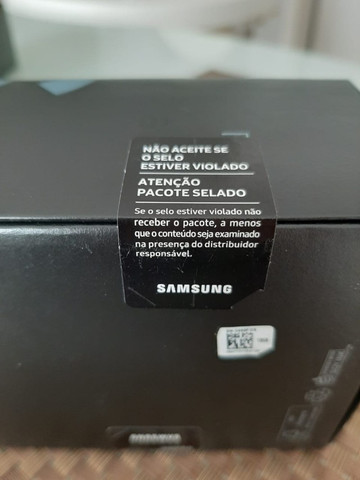 NÃO ACEITE SE
O SELO
ESTIVER VIOLADO
ATENÇÃO
PACOTE SELADO
Se o selo estiver violado não
receber o pacote, a menos
que o conteúdo seja examinado
na presença do distribuidor
responsável.
SAMSUNG
SAMSUNG